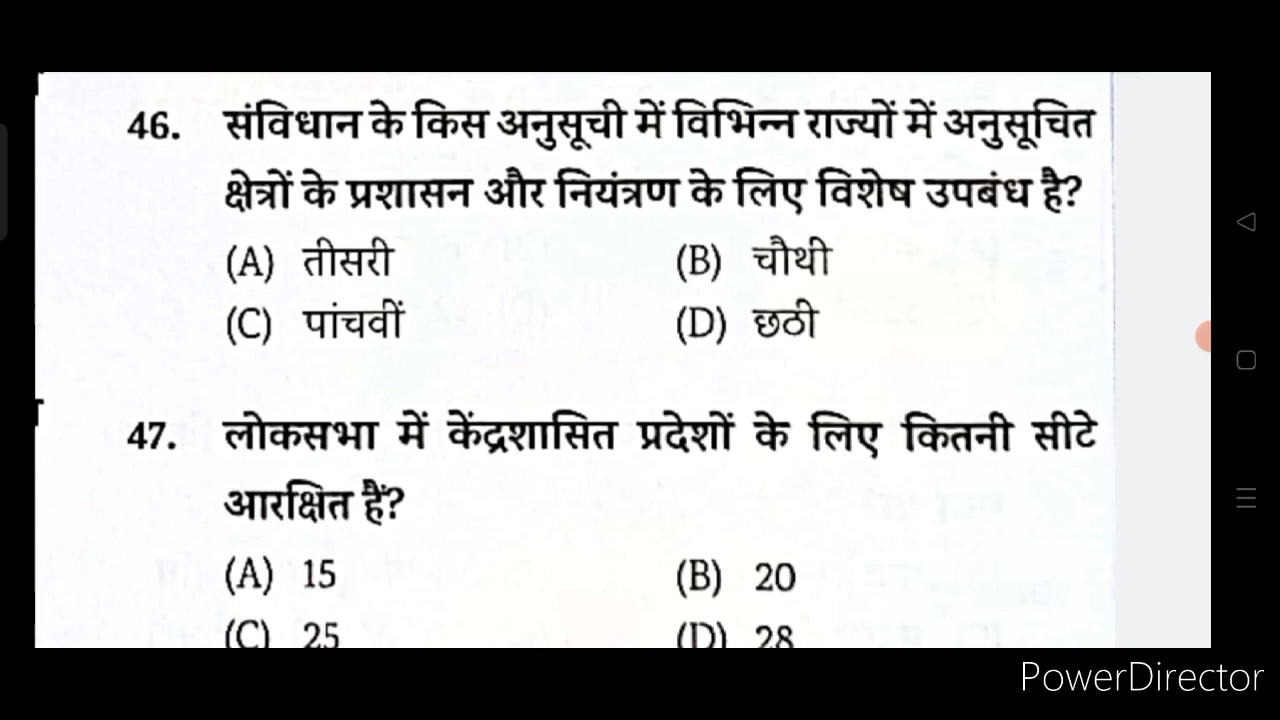 46. संविधान के किस अनुसूची में विभिन्न राज्यों में अनुसूचित
क्षेत्रों के प्रशासन और नियंत्रण के लिए विशेष उपबंध है?
(A) तीसरी (B) चौथी
(C) पांचवीं (D) छठी
47. लोकसभा में केंद्रशासित प्रदेशों के लिए कितनी सीटे
आरक्षित हैं?
(A) 15 (B) 20
(C) 25 (D) 28
PowerDirector